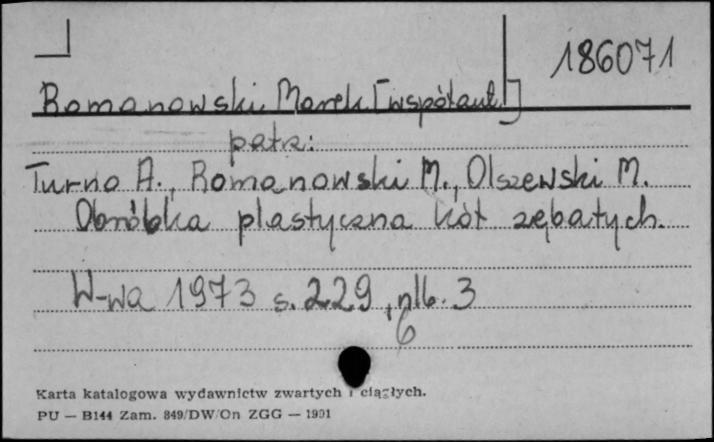 186071
Romanowski Marek [współaut.]
patrz:
Turno A., Romanowski M., Olszewski M.
Obróbka plastyczna kół zębatych.
W-wa 1973 s. 229, nlb. 3
6
Karta katalogowa wydawnictw zwartych i ciągłych.
PU — B144 Zam. 849/DW/On ZGG — 1991